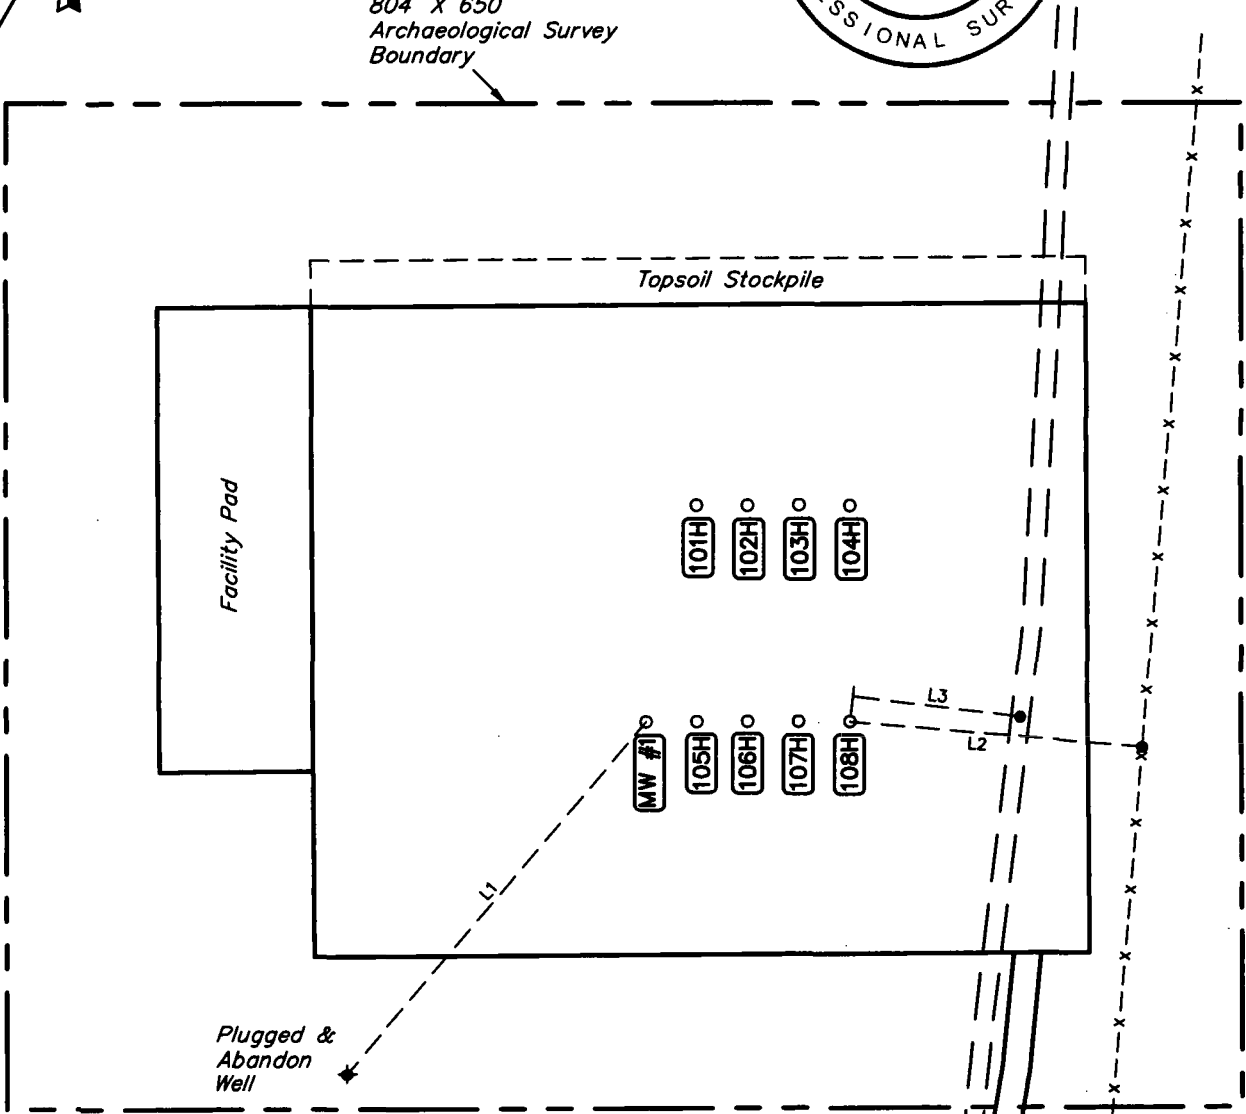 804' X 650'
Archaeological Survey
Boundary
ESSIONAL SUR
Topsoil Stockpile
Facility Pad
101H
102H
103H
104H
L3
L2
MW #1
105H
106H
107H
108H
L1
Plugged &
Abandon
Well